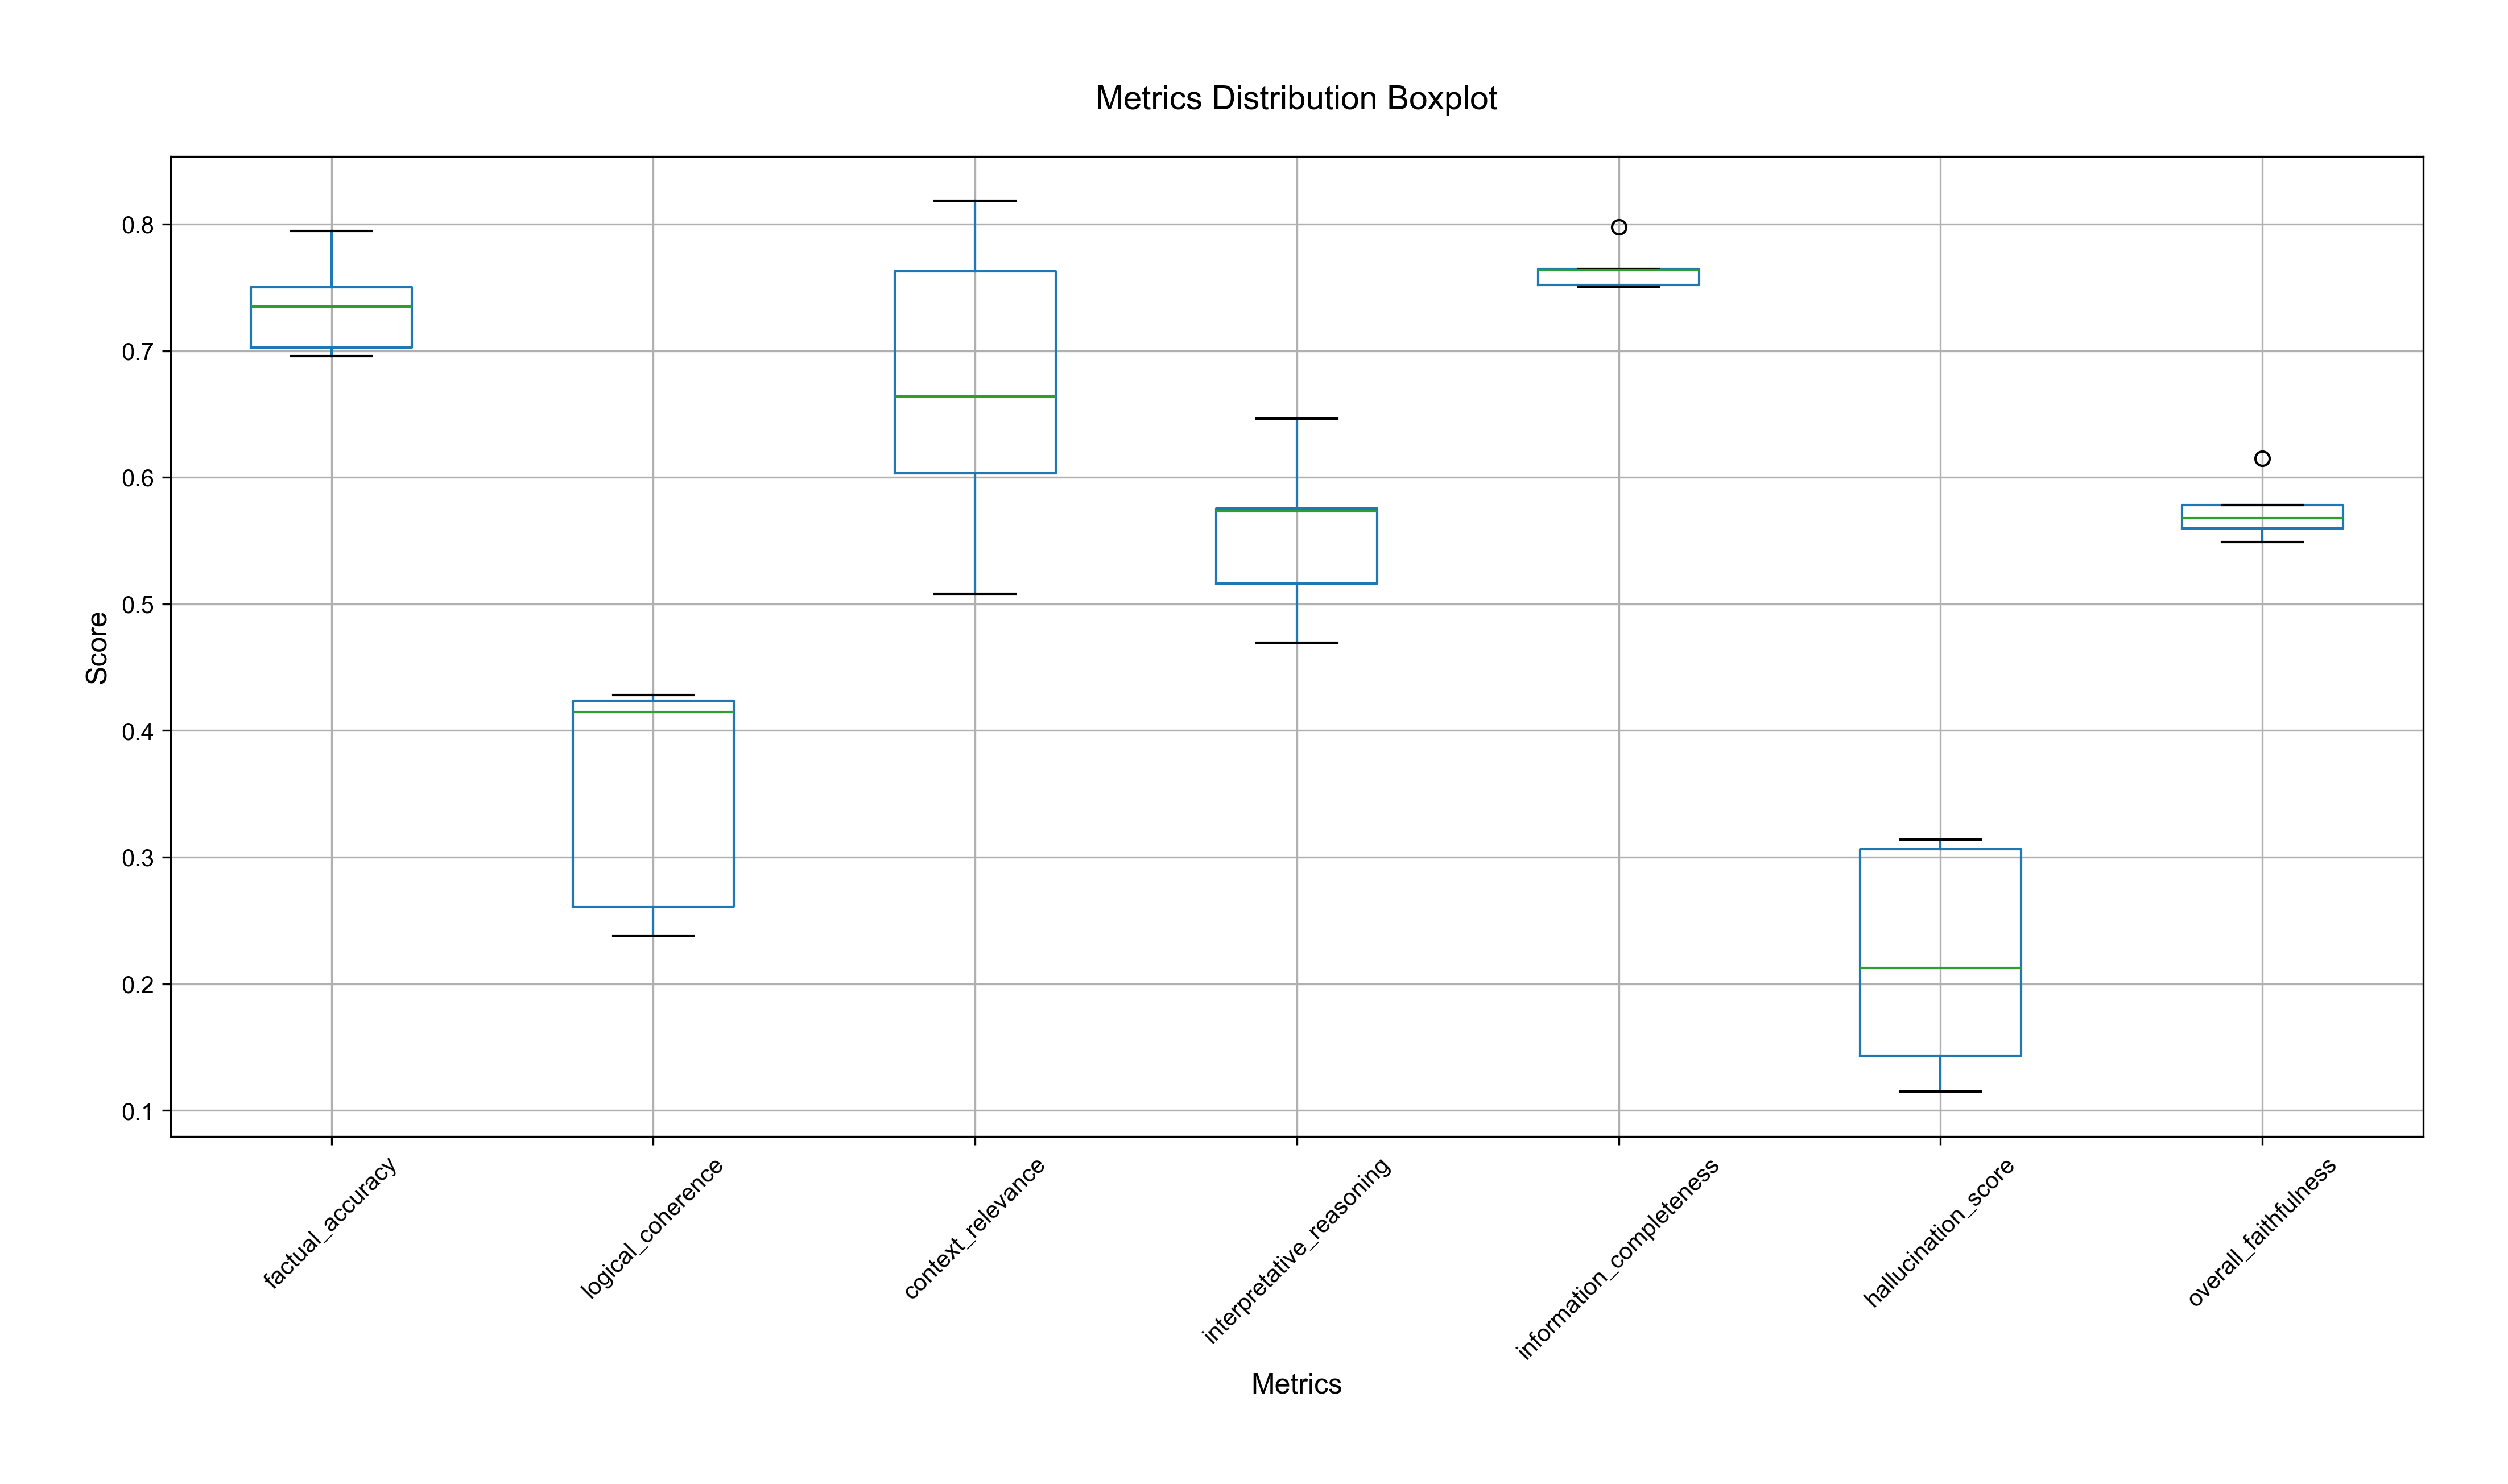 Metrics Distribution Boxplot
Score
0.8
0.7
0.6
0.5
0.4
0.3
0.2
0.1
factual_accuracy
logical_coherence
context_relevance
interpretative_reasoning
information_completeness
hallucination_score
overall_faithfulness
Metrics